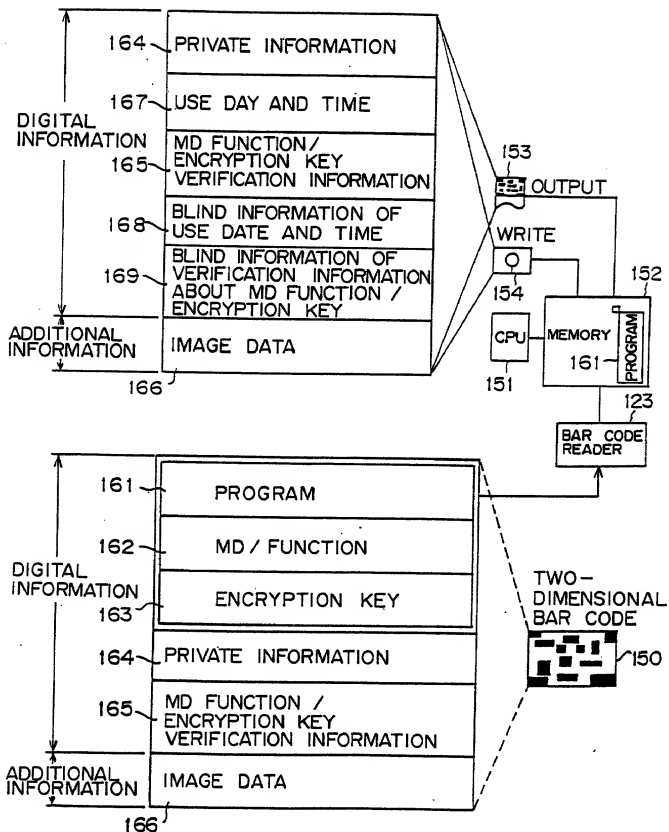 164
PRIVATE INFORMATION
167
USE DAY AND TIME
DIGITAL
INFORMATION
165
MD FUNCTION/
ENCRYPTION KEY
VERIFICATION INFORMATION
168
BLIND INFORMATION OF
USE DATE AND TIME
169
BLIND INFORMATION OF
VERIFICATION INFORMATION
ABOUT MD FUNCTION /
ENCRYPTION KEY
ADDITIONAL
INFORMATION
IMAGE DATA
166
153
OUTPUT
WRITE
154
152
CPU
151
MEMORY
161
PROGRAM
123
BAR CODE
READER
161
PROGRAM
162
MD / FUNCTION
DIGITAL
INFORMATION
163
ENCRYPTION KEY
164
PRIVATE INFORMATION
165
MD FUNCTION /
ENCRYPTION KEY
VERIFICATION INFORMATION
ADDITIONAL
INFORMATION
IMAGE DATA
166
TWO-
DIMENSIONAL
BAR CODE
150